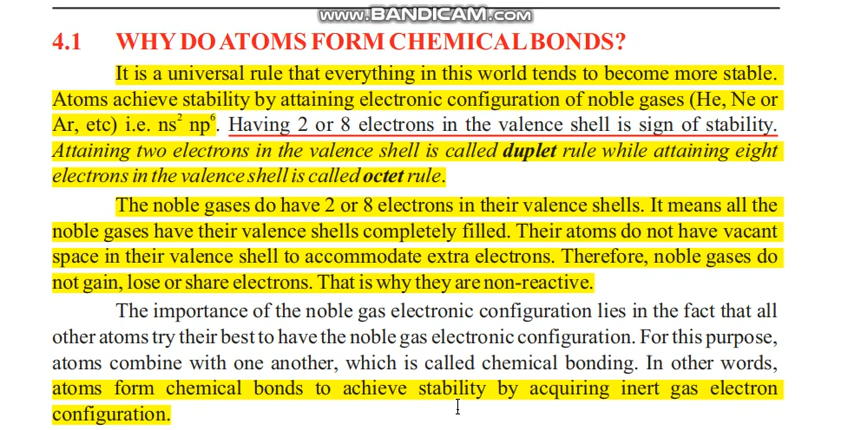 www.BANDICAM.com
4.1 WHY DO ATOMS FORM CHEMICAL BONDS?
It is a universal rule that everything in this world tends to become more stable.
Atoms achieve stability by attaining electronic configuration of noble gases (He, Ne or
Ar, etc) i.e. ns² np⁶. Having 2 or 8 electrons in the valence shell is sign of stability.
Attaining two electrons in the valence shell is called duplet rule while attaining eight
electrons in the valence shell is called octet rule.
The noble gases do have 2 or 8 electrons in their valence shells. It means all the
noble gases have their valence shells completely filled. Their atoms do not have vacant
space in their valence shell to accommodate extra electrons. Therefore, noble gases do
not gain, lose or share electrons. That is why they are non-reactive.
The importance of the noble gas electronic configuration lies in the fact that all
other atoms try their best to have the noble gas electronic configuration. For this purpose,
atoms combine with one another, which is called chemical bonding. In other words,
atoms form chemical bonds to achieve stability by acquiring inert gas electron
configuration.